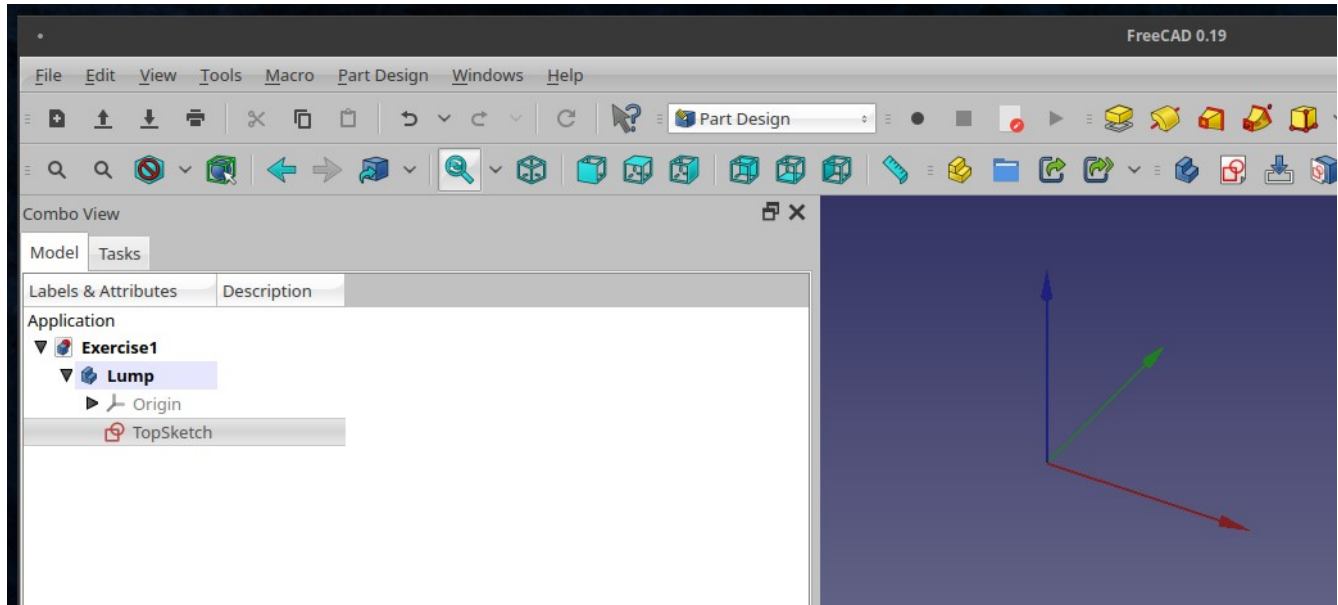 FreeCAD 0.19
File Edit View Tools Macro Part Design Windows Help
Part Design
Combo View
Model Tasks
Labels & Attributes Description
Application
Exercise1
Lump
Origin
TopSketch